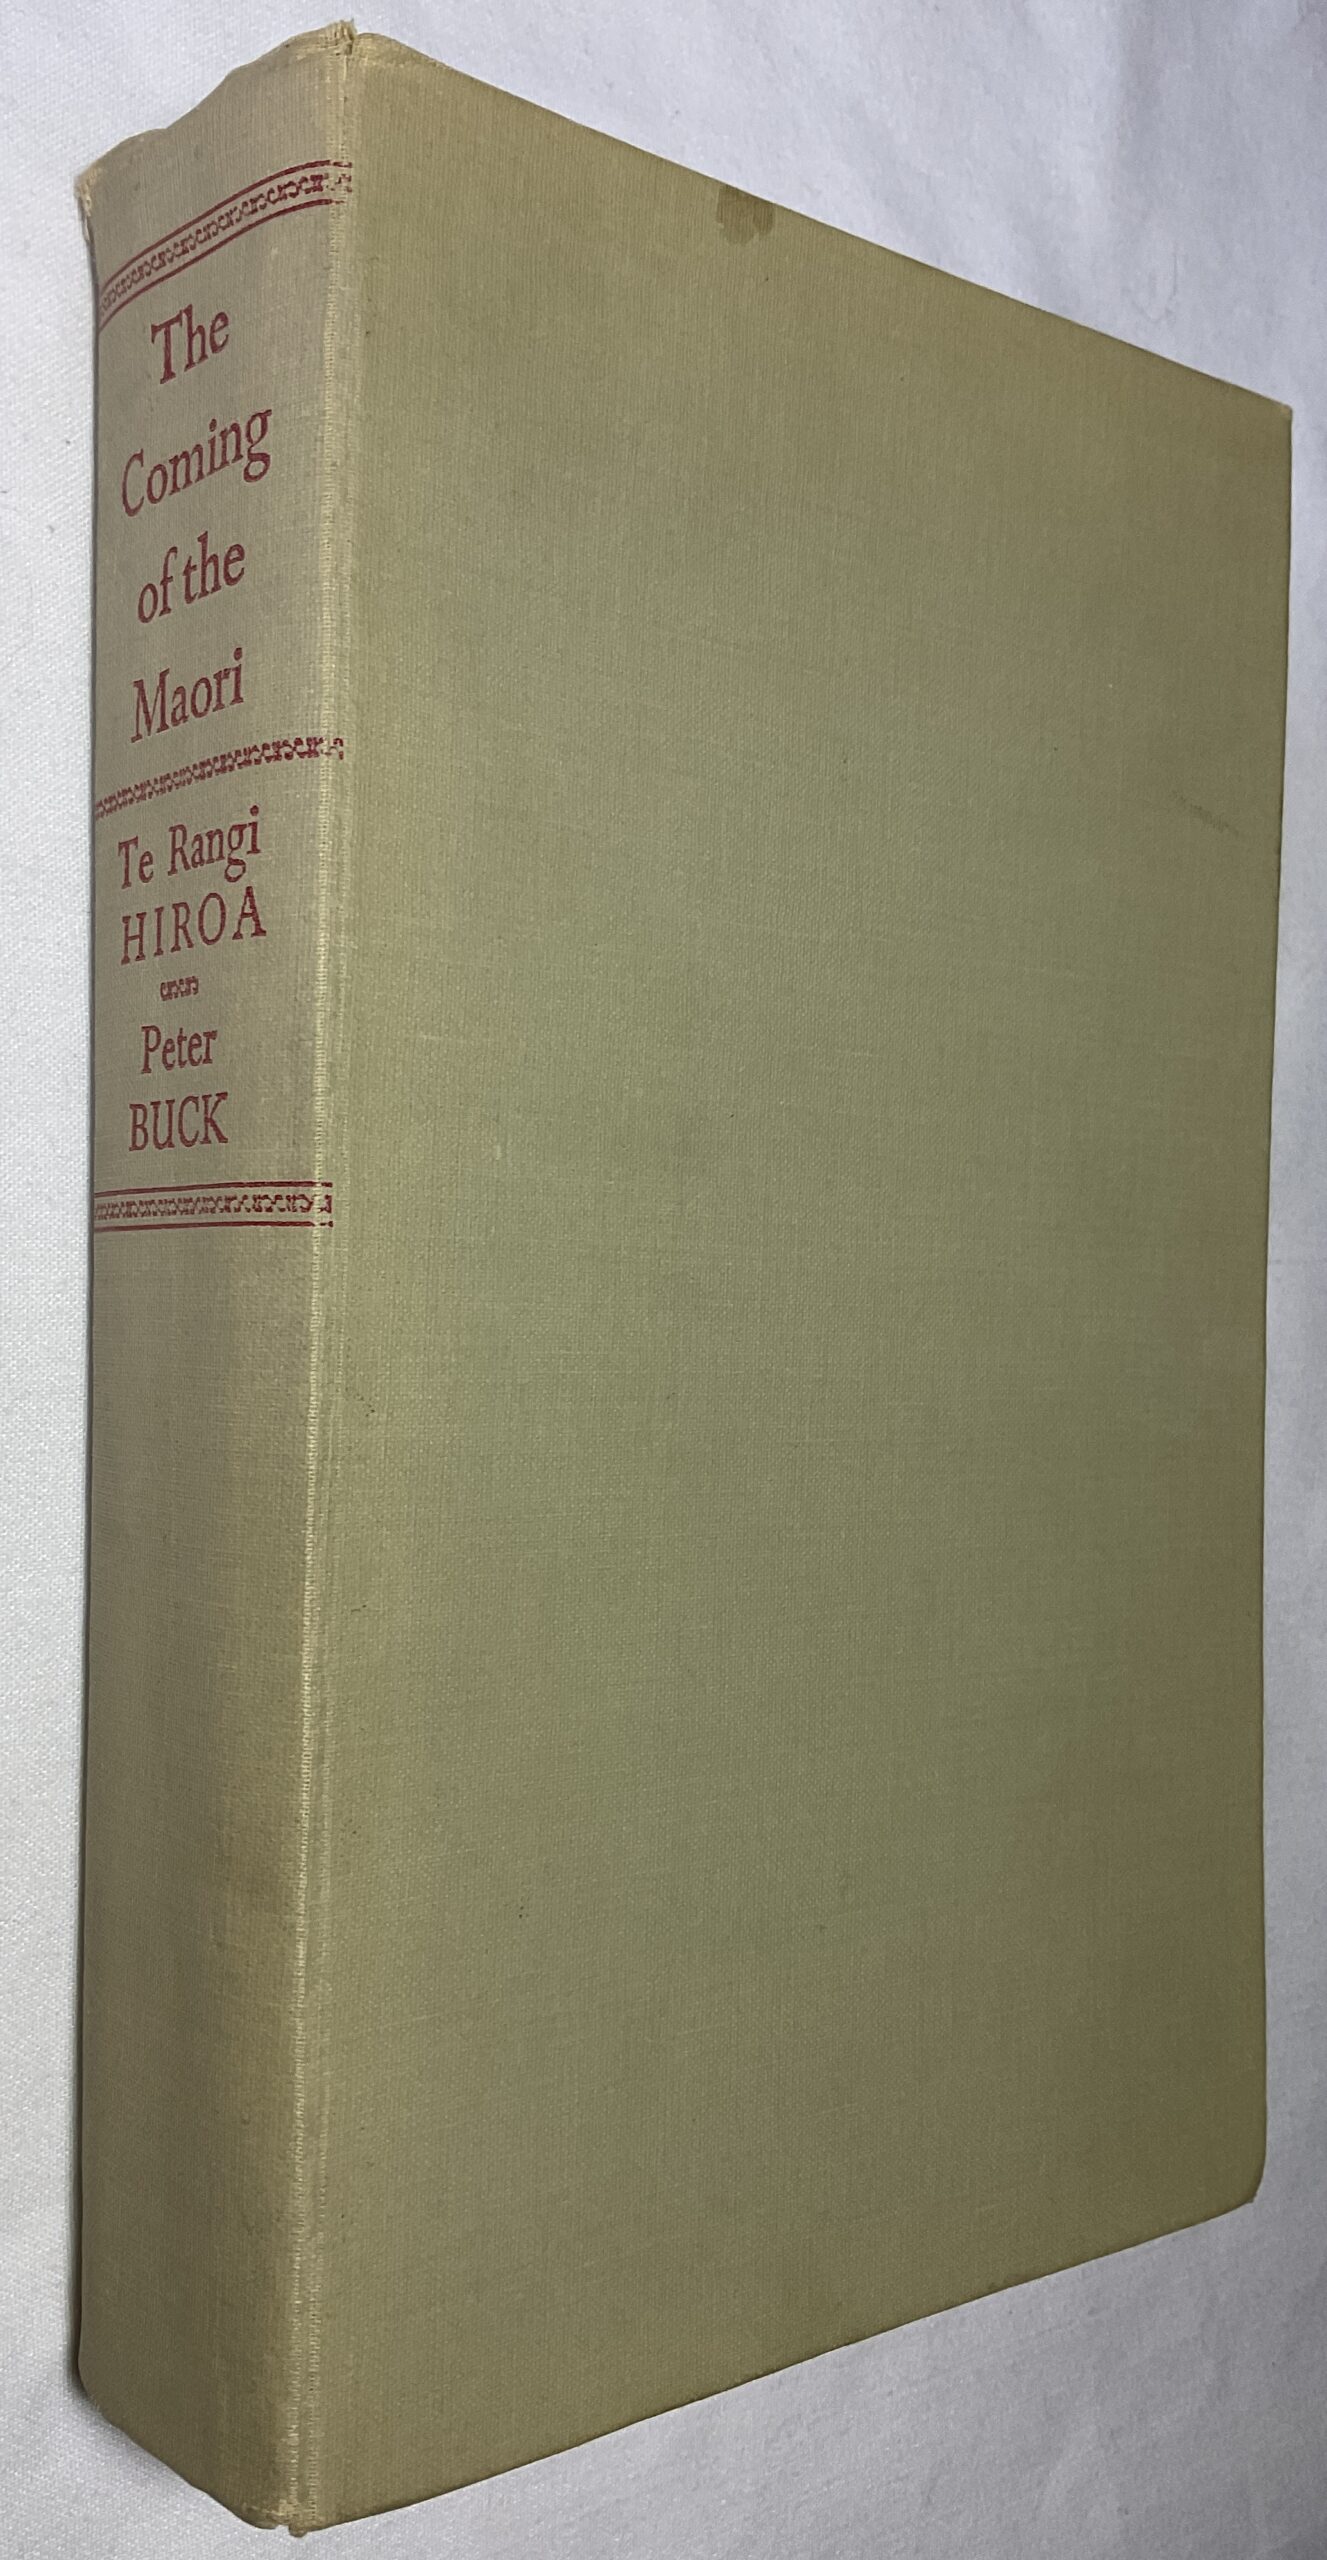 The
Coming
of the
Maori
Te Rangi
HIROA
Peter
BUCK